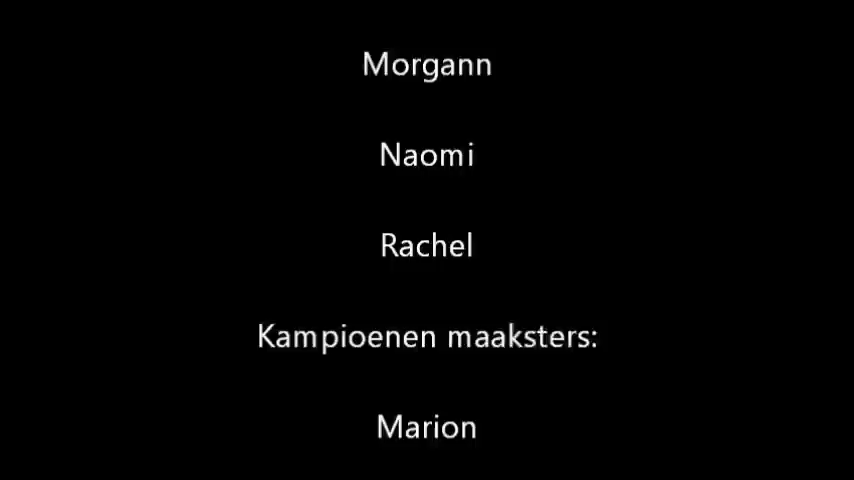 Morgann
Naomi
Rachel
Kampioenen maaksters:
Marion